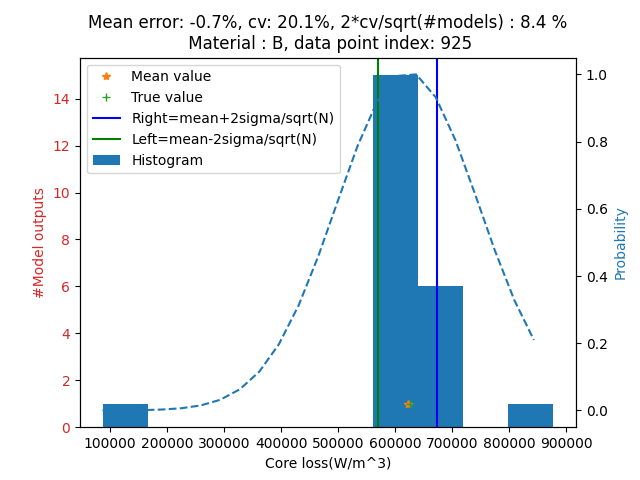 Mean error: -0.7%, cv: 20.1%, 2*cv/sqrt(#models) : 8.4 %
Material : B, data point index: 925
Mean value
True value
Right=mean+2sigma/sqrt(N)
Left=mean-2sigma/sqrt(N)
Histogram
#Model outputs
14
12
10
8
6
4
2
0
1.0
0.8
0.6
0.4
0.2
0.0
Probability
100000 200000 300000 400000 500000 600000 700000 800000 900000
Core loss(W/m^3)